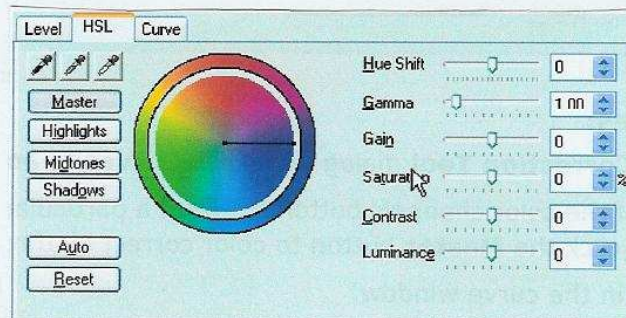 Level HSL Curve
Master
Highlights
Midtones
Shadows
Auto
Reset
Hue Shift 0
Gamma 1.00
Gain 0
Saturation 0 %
Contrast 0
Luminance 0